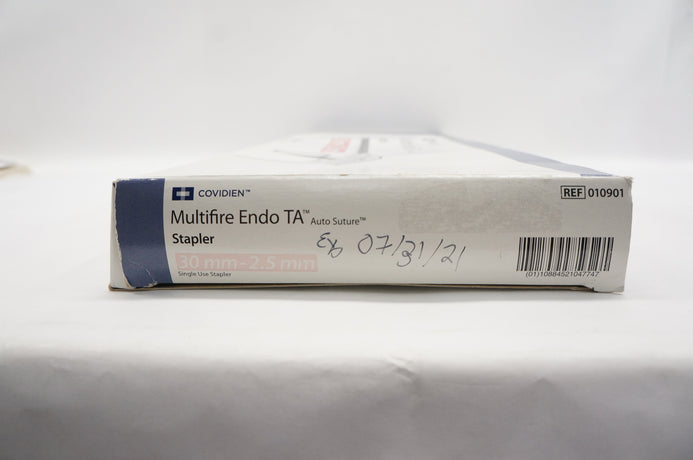 COVIDIEN™
REF 010901
Multifire Endo TA™ Auto Suture™
Stapler
Ex 07/31/21
30 mm - 2.5 mm
Single Use Stapler
(01)10884521047747